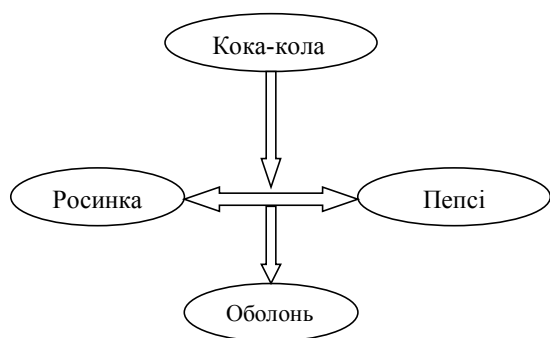 Кока-кола
Росинка
Пепсі
Оболонь